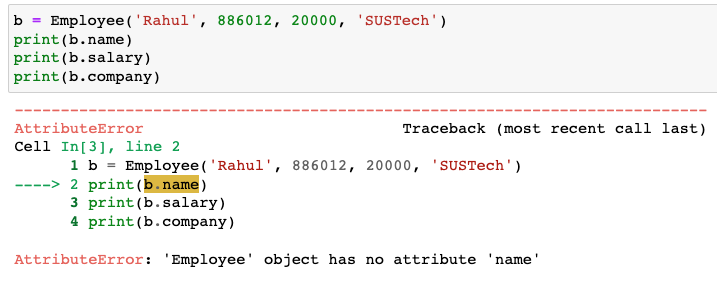 b = Employee('Rahul', 886012, 20000, 'SUSTech')
print(b.name)
print(b.salary)
print(b.company)
---------------------------------------------------------------------------
AttributeError                            Traceback (most recent call last)
Cell In[3], line 2
      1 b = Employee('Rahul', 886012, 20000, 'SUSTech')
----> 2 print(b.name)
      3 print(b.salary)
      4 print(b.company)
AttributeError: 'Employee' object has no attribute 'name'